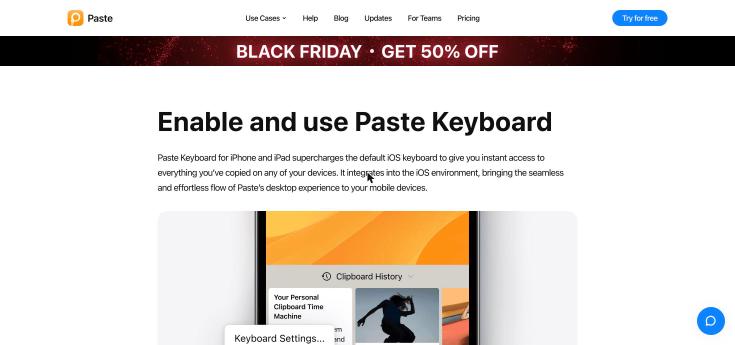 Paste
Use Cases
Help
Blog
Updates
For Teams
Pricing
Try for free
BLACK FRIDAY • GET 50% OFF
Enable and use Paste Keyboard
Paste Keyboard for iPhone and iPad supercharges the default iOS keyboard to give you instant access to
everything you've copied on any of your devices. It integrates into the iOS environment, bringing the seamless
and effortless flow of Paste's desktop experience to your mobile devices.
Clipboard History
Your Personal
Clipboard Time
Machine
Keyboard Settings...